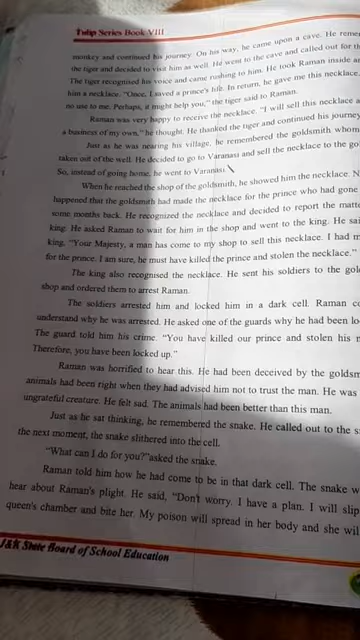 Tulip Series Book VIII
monkey and continued his journey. On his way, he came upon a cave. He reme
the tiger and decided to visit him as well. He went to the cave and called out for th
The tiger recognised his voice and came rushing to him. He took Raman inside an
him a necklace. "Once, I saved a prince's life. In return, he gave me this necklace.
no use to me. Perhaps, it might help you," the tiger said to Raman.
Raman was very happy to receive the necklace. "I will sell this necklace a
a business of my own," he thought. He thanked the tiger and continued his journey
Just as he was nearing his village, he remembered the goldsmith whom
taken out of the well. He decided to go to Varanasi and sell the necklace to the go
So, instead of going home, he went to Varanasi.
When he reached the shop of the goldsmith, he showed him the necklace. N
happened that the goldsmith had made the necklace for the prince who had gone
some months back. He recognized the necklace and decided to report the matte
king. He asked Raman to wait for him in the shop and went to the king. He sai
king, "Your Majesty, a man has come to my shop to sell this necklace. I had m
for the prince. I am sure, he must have killed the prince and stolen the necklace."
The king also recognised the necklace. He sent his soldiers to the gol
shop and ordered them to arrest Raman.
The soldiers arrested him and locked him in a dark cell. Raman co
understand why he was arrested. He asked one of the guards why he had been lo
The guard told him his crime. "You have killed our prince and stolen his n
Therefore, you have been locked up."
Raman was horrified to hear this. He had been deceived by the goldsm
animals had been right when they had advised him not to trust the man. He was
ungrateful creature. He felt sad. The animals had been better than this man.
Just as he sat thinking, he remembered the snake. He called out to the s
the next moment, the snake slithered into the cell.
"What can I do for you?"asked the snake.
Raman told him how he had come to be in that dark cell. The snake w
hear about Raman's plight. He said, "Don't worry. I have a plan. I will slip
queen's chamber and bite her. My poison will spread in her body and she wil
J&K State Board of School Education